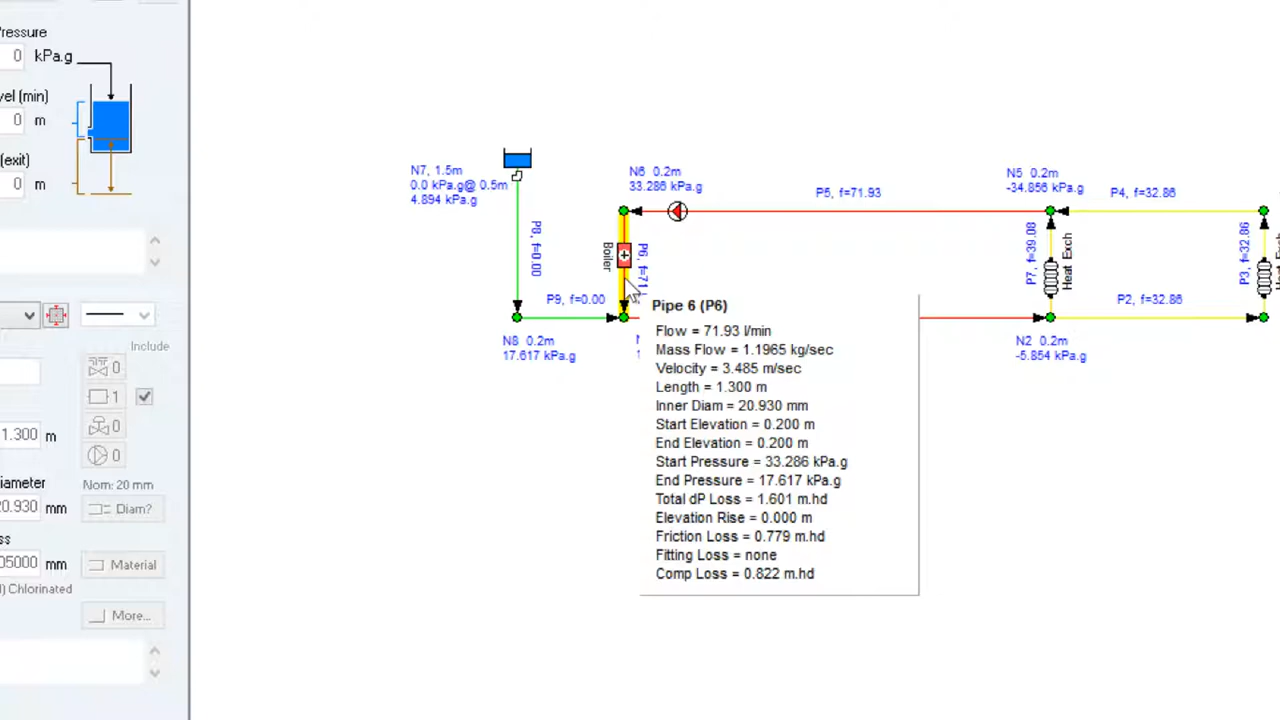 Pressure
0 kPa.g
vel (min)
0 m
(exit)
0 m
Include
0
1
0
1.300 m
0
iameter
Nom: 20 mm
20.930 mm
Diam?
ss
05000 mm
Material
) Chlorinated
More...
N7, 1.5m
0.0 kPa.g@ 0.5m
4.894 kPa.g
N6 0.2m
33.286 kPa.g
P5, f=71.93
N5 0.2m
-34.856 kPa.g
P4, f=32.86
P8, f=0.00
Boiler
P6, f=71
P7, f=39.08
Heat Exch
P3, f=32.86
P9, f=0.00
P2, f=32.86
N8 0.2m
17.617 kPa.g
N2 0.2m
-5.854 kPa.g
Pipe 6 (P6)
Flow = 71.93 l/min
Mass Flow = 1.1965 kg/sec
Velocity = 3.485 m/sec
Length = 1.300 m
Inner Diam = 20.930 mm
Start Elevation = 0.200 m
End Elevation = 0.200 m
Start Pressure = 33.286 kPa.g
End Pressure = 17.617 kPa.g
Total dP Loss = 1.601 m.hd
Elevation Rise = 0.000 m
Friction Loss = 0.779 m.hd
Fitting Loss = none
Comp Loss = 0.822 m.hd